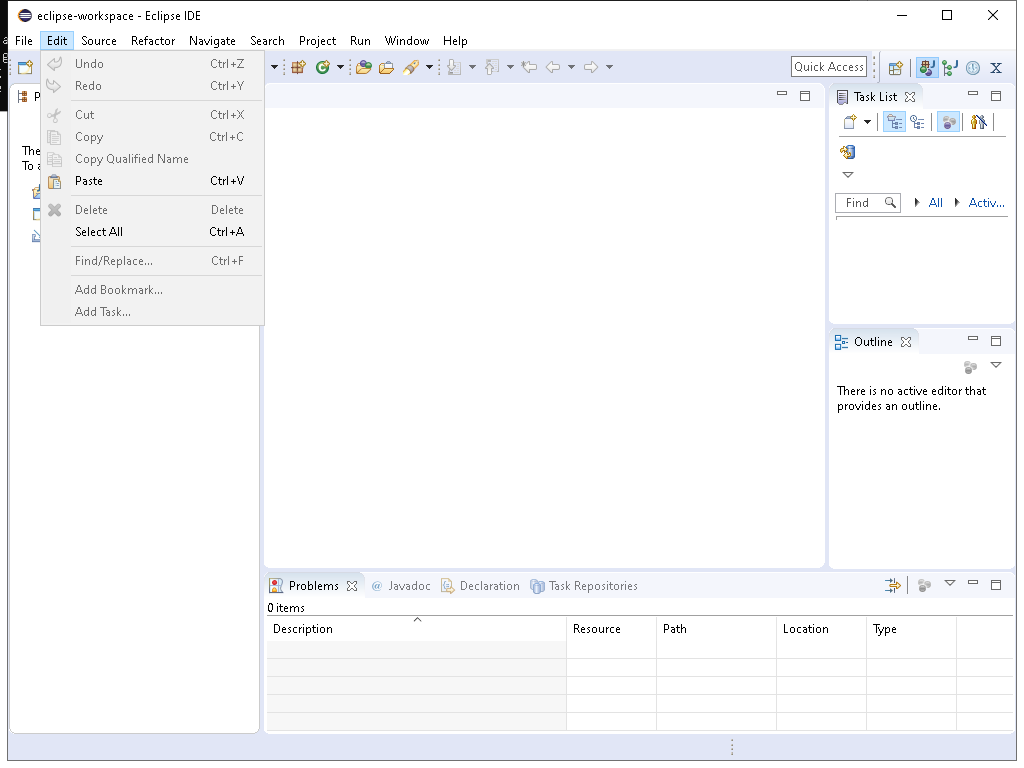 eclipse-workspace - Eclipse IDE
File Edit Source Refactor Navigate Search Project Run Window Help
Undo Ctrl+Z
Redo Ctrl+Y
Cut Ctrl+X
Copy Ctrl+C
Copy Qualified Name
Paste Ctrl+V
Delete Delete
Select All Ctrl+A
Find/Replace... Ctrl+F
Add Bookmark...
Add Task...
P
The
To a
Quick Access
Task List
Find All Activ...
Outline
There is no active editor that
provides an outline.
Problems @ Javadoc Declaration Task Repositories
0 items
Description Resource Path Location Type